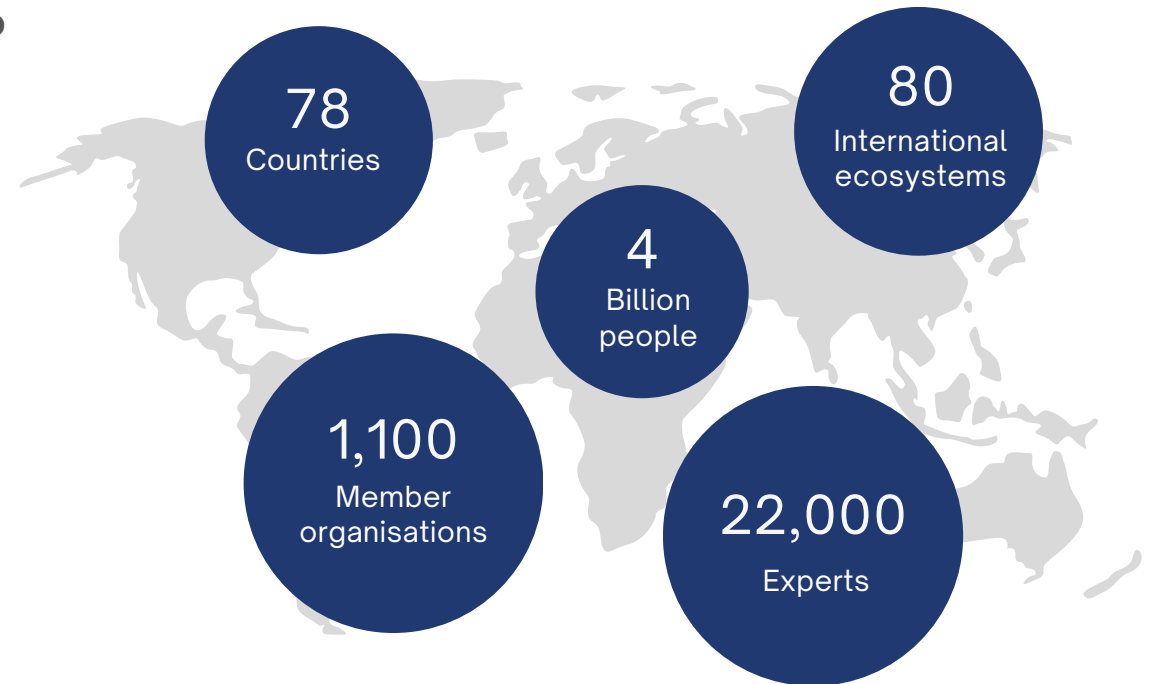 78
Countries
80
International
ecosystems
4
Billion
people
1,100
Member
organisations
22,000
Experts